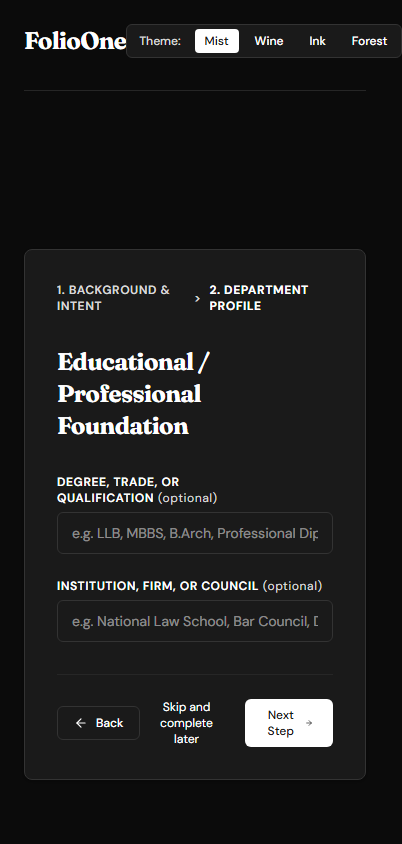 FolioOne Theme: Mist Wine Ink Forest
1. BACKGROUND & INTENT > 2. DEPARTMENT PROFILE
Educational /
Professional
Foundation
DEGREE, TRADE, OR
QUALIFICATION (optional)
e.g. LLB, MBBS, B.Arch, Professional Dip
INSTITUTION, FIRM, OR COUNCIL (optional)
e.g. National Law School, Bar Council,
← Back
Skip and
complete
later
Next
Step →